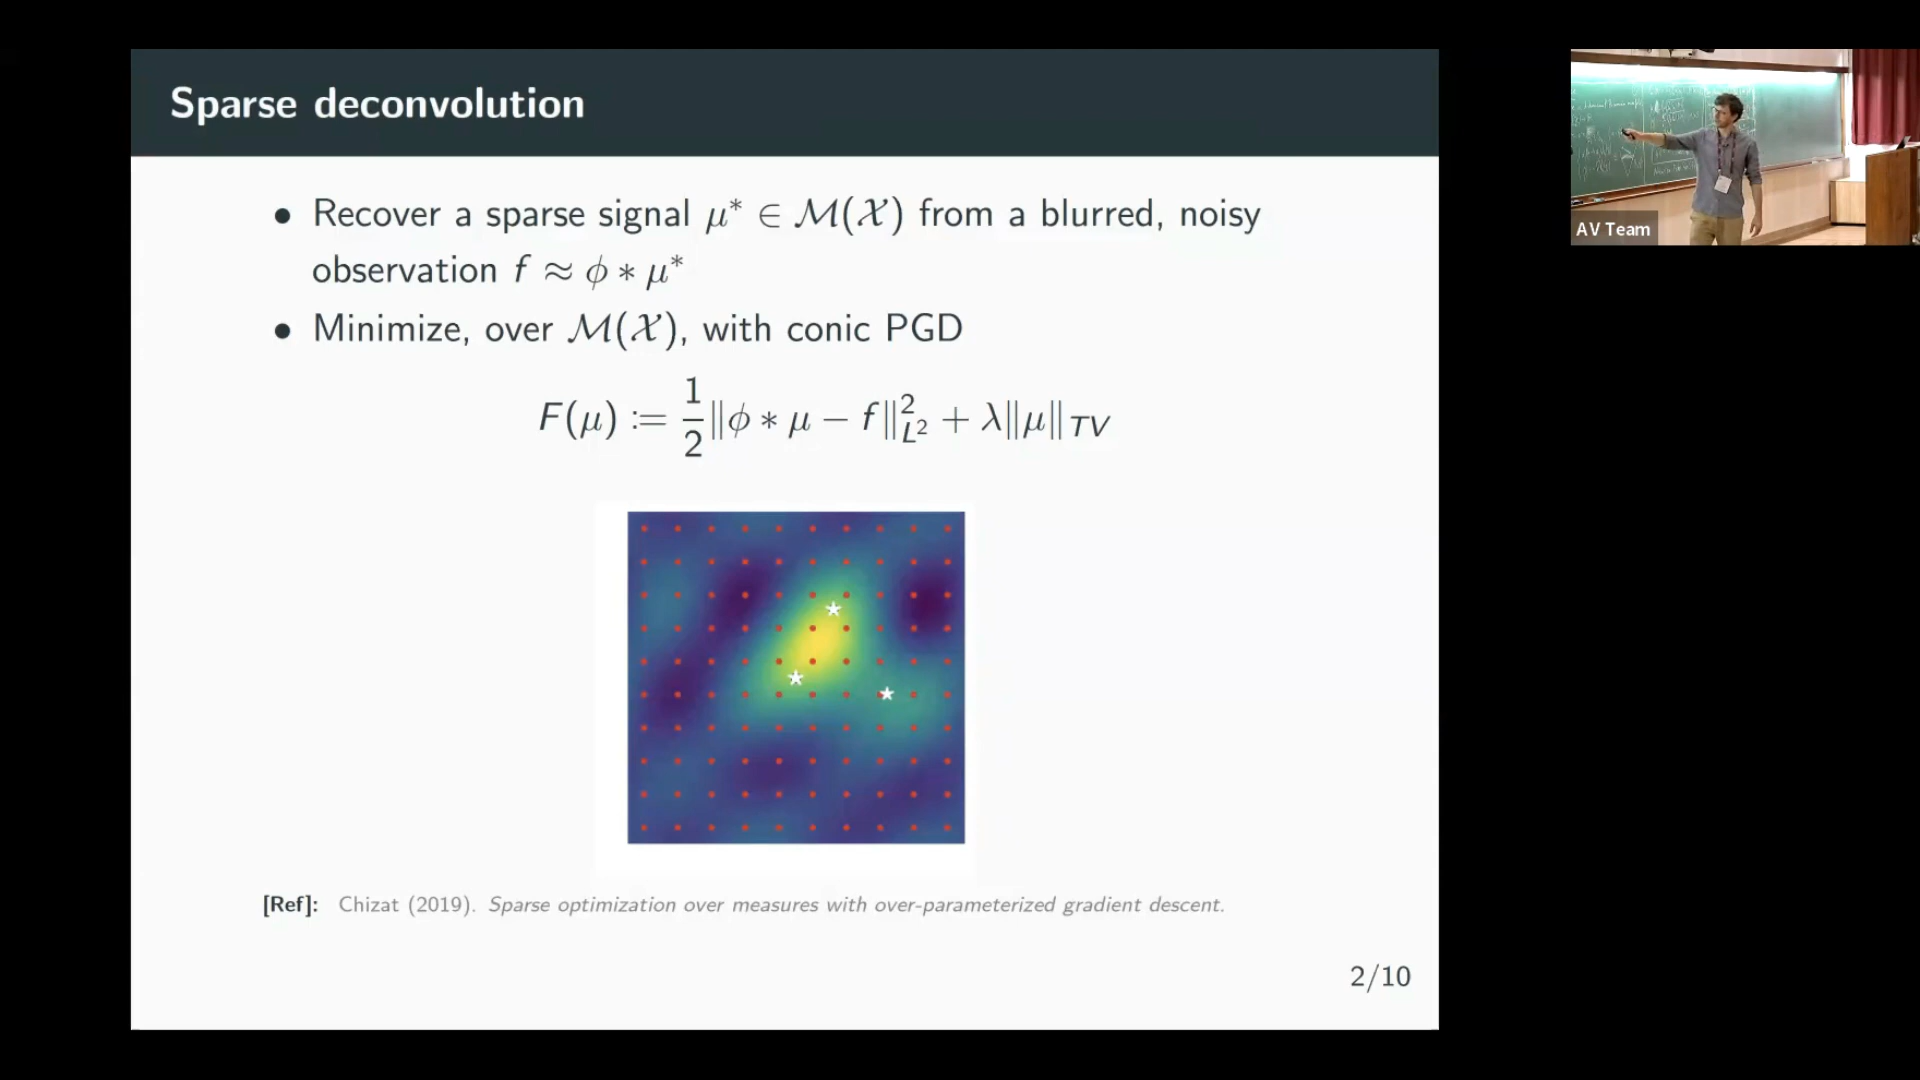 Sparse deconvolution
• Recover a sparse signal μ* ∈ ℳ(𝒳) from a blurred, noisy
observation f ≈ ϕ * μ*
• Minimize, over ℳ(𝒳), with conic PGD
F(μ) := 1/2 ‖ϕ * μ − f‖²_{L²} + λ‖μ‖_{TV}
[Ref]: Chizat (2019). Sparse optimization over measures with over-parameterized gradient descent.
2/10
AV Team